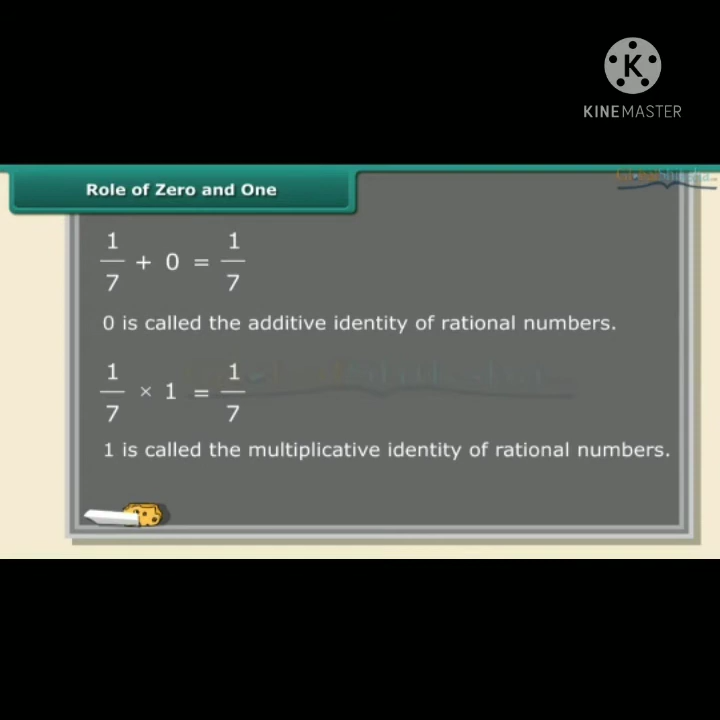 K
KINEMASTER
Role of Zero and One
1/7 + 0 = 1/7
0 is called the additive identity of rational numbers.
1/7 × 1 = 1/7
1 is called the multiplicative identity of rational numbers.